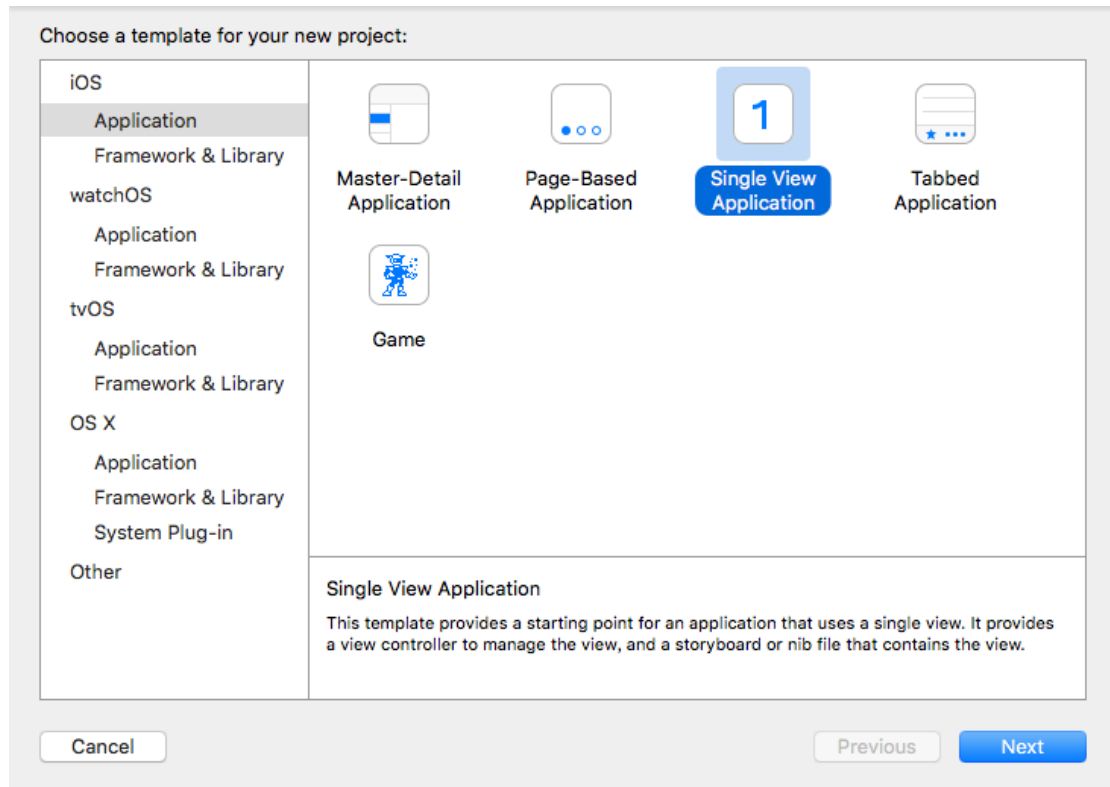 Choose a template for your new project:
iOS
Application
Framework & Library
watchOS
Application
Framework & Library
tvOS
Application
Framework & Library
OS X
Application
Framework & Library
System Plug-in
Other
Master-Detail
Application
Page-Based
Application
1
Single View
Application
Tabbed
Application
Game
Single View Application
This template provides a starting point for an application that uses a single view. It provides
a view controller to manage the view, and a storyboard or nib file that contains the view.
Cancel
Previous
Next